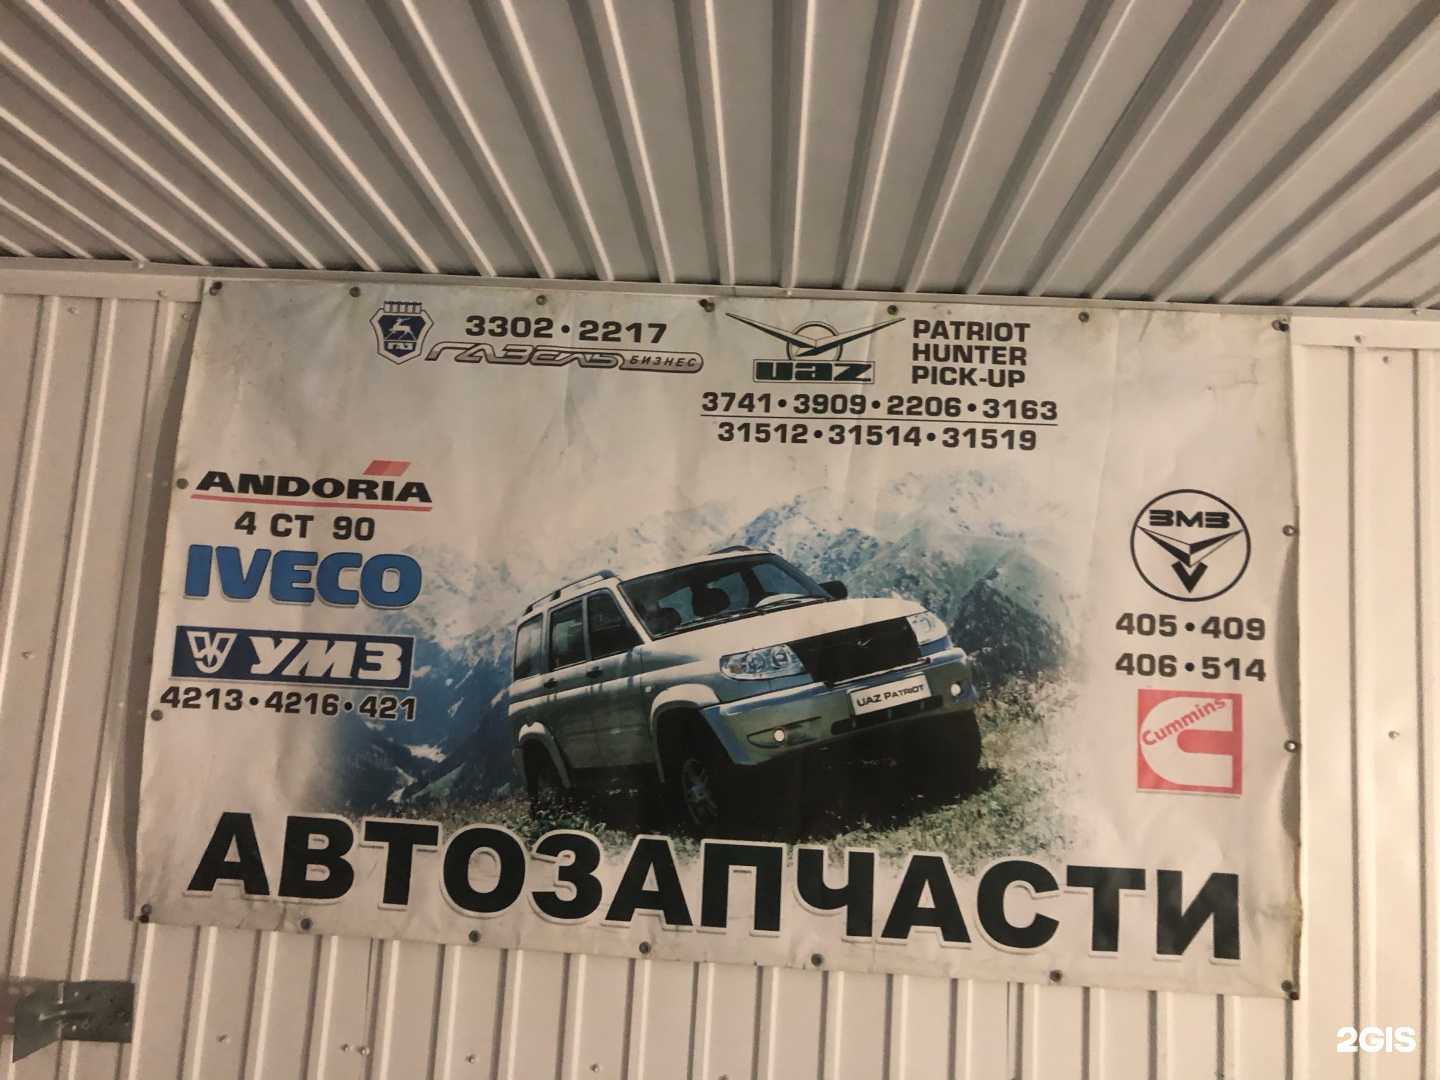 ГАЗ
3302 • 2217
ГАЗЕЛЬ БИЗНЕС
uaz
PATRIOT
HUNTER
PICK-UP
3741 • 3909 • 2206 • 3163
31512 • 31514 • 31519
ANDORIA
4 CT 90
IVECO
УМЗ
4213 • 4216 • 421
ЗМЗ
405 • 409
406 • 514
Cummins
UAZ PATRIOT
АВТОЗАПЧАСТИ
2GIS